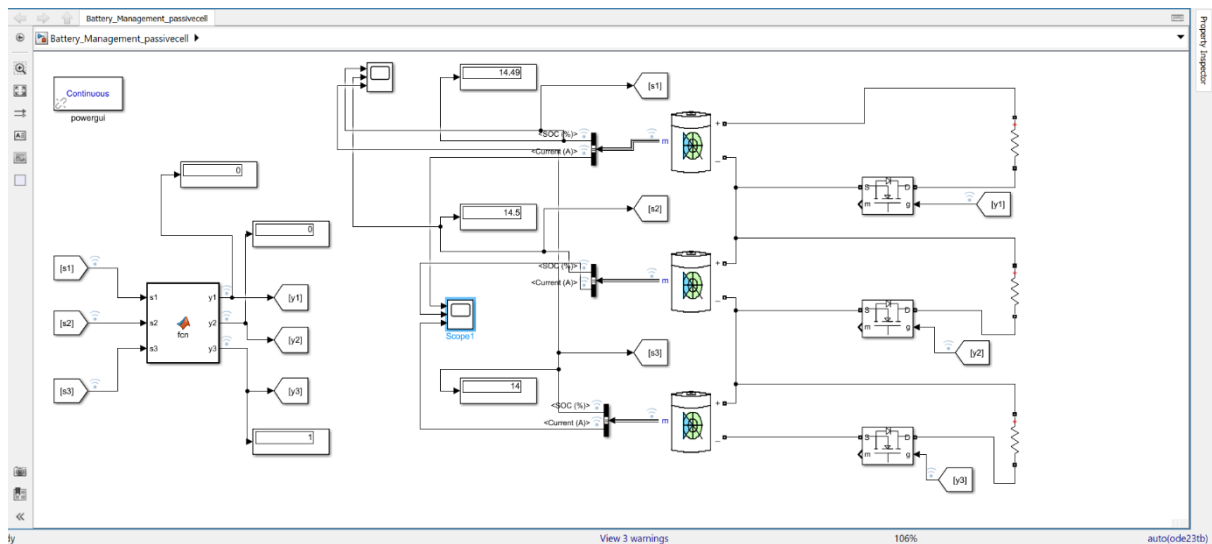 Battery_Management_passivecell
Battery_Management_passivecell
Property Inspector
Continuous
powergui
14.49
[s1]
<SOC (%)>
<Current (A)>
m
+
_
0
S
D
m
g
[y1]
14.5
[s2]
0
<SOC (%)>
<Current (A)>
m
+
_
[s1]
s1
y1
[y1]
[s2]
s2
y2
fcn
[y2]
s3
y3
[s3]
[y3]
Scope1
S
D
m
g
[y2]
[s3]
14
<SOC (%)>
<Current (A)>
m
+
_
1
S
D
m
g
[y3]
dy
View 3 warnings
106%
auto(ode23tb)